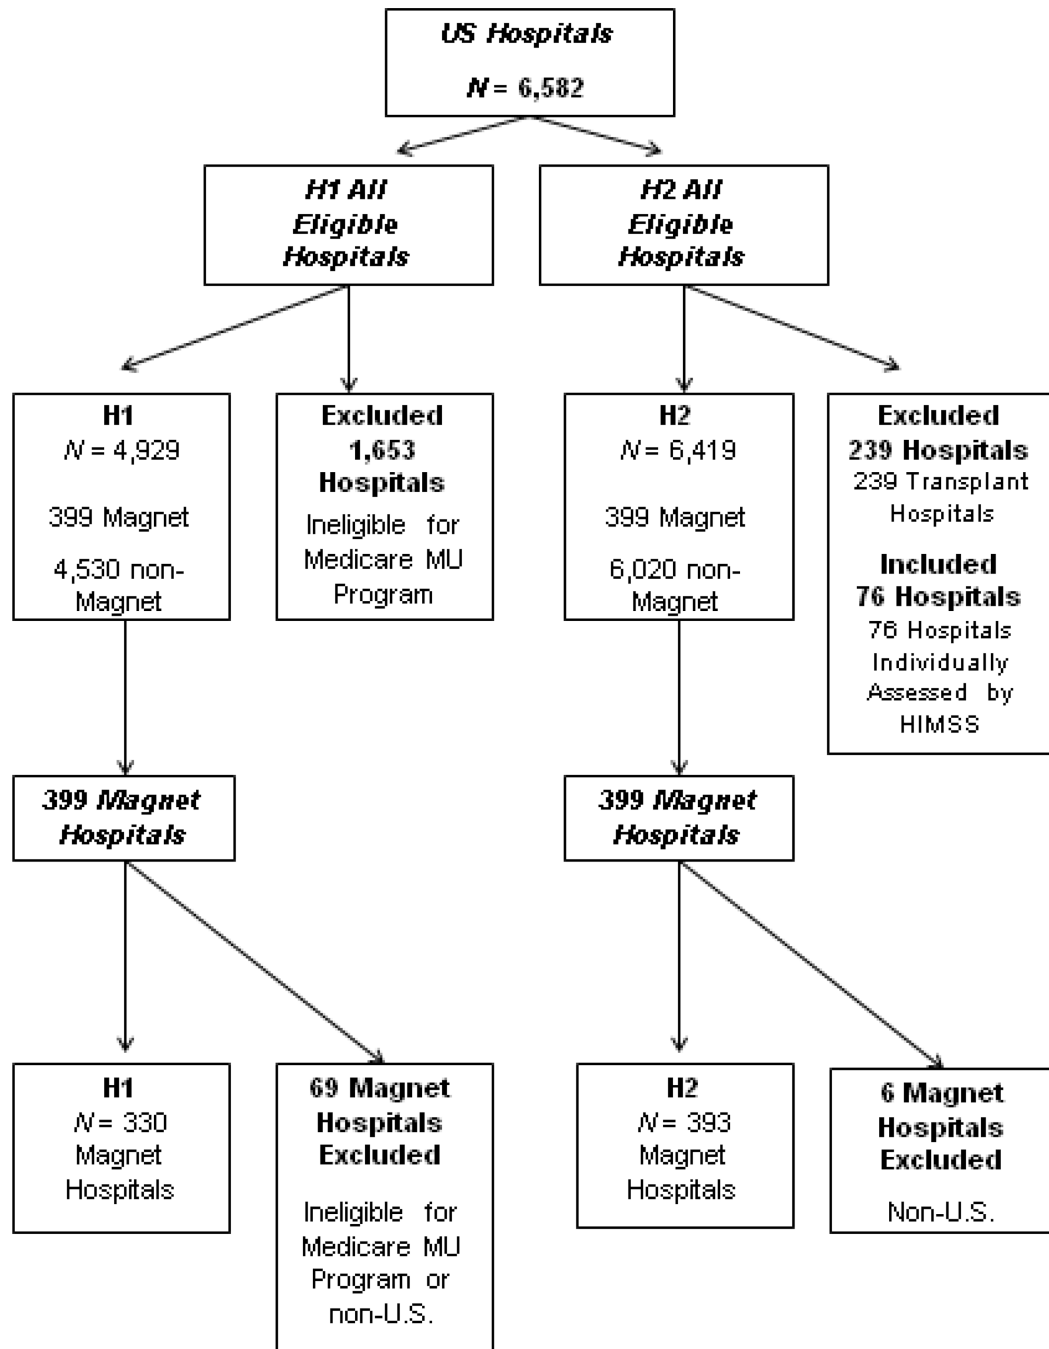 US Hospitals
N = 6,582
H1 All
Eligible
Hospitals
H2 All
Eligible
Hospitals
H1
N = 4,929
399 Magnet
4,530 non-
Magnet
Excluded
1,653
Hospitals
Ineligible for
Medicare MU
Program
H2
N = 6,419
399 Magnet
6,020 non-
Magnet
Excluded
239 Hospitals
239 Transplant
Hospitals
Included
76 Hospitals
76 Hospitals
Individually
Assessed by
HIMSS
399 Magnet
Hospitals
399 Magnet
Hospitals
H1
N = 330
Magnet
Hospitals
69 Magnet
Hospitals
Excluded
Ineligible for
Medicare MU
Program or
non-U.S.
H2
N = 393
Magnet
Hospitals
6 Magnet
Hospitals
Excluded
Non-U.S.